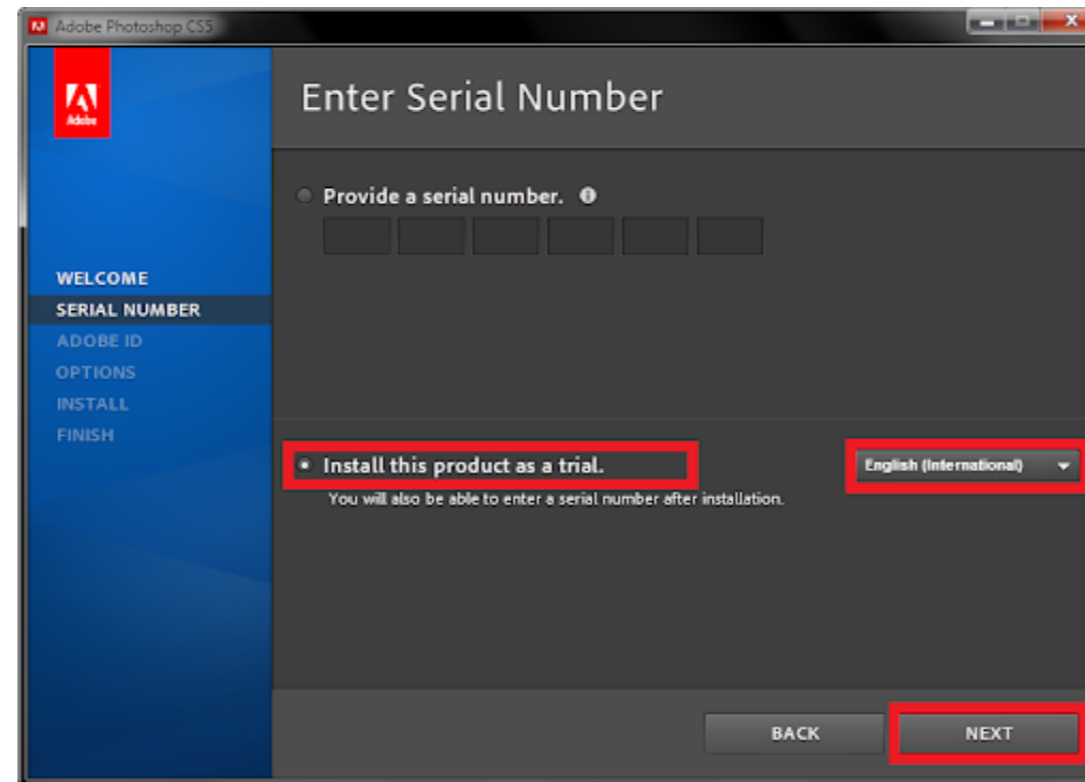 Adobe Photoshop CS5
Adobe
Enter Serial Number
Provide a serial number.
WELCOME
SERIAL NUMBER
ADOBE ID
OPTIONS
INSTALL
FINISH
Install this product as a trial.
English (International)
You will also be able to enter a serial number after installation.
BACK
NEXT